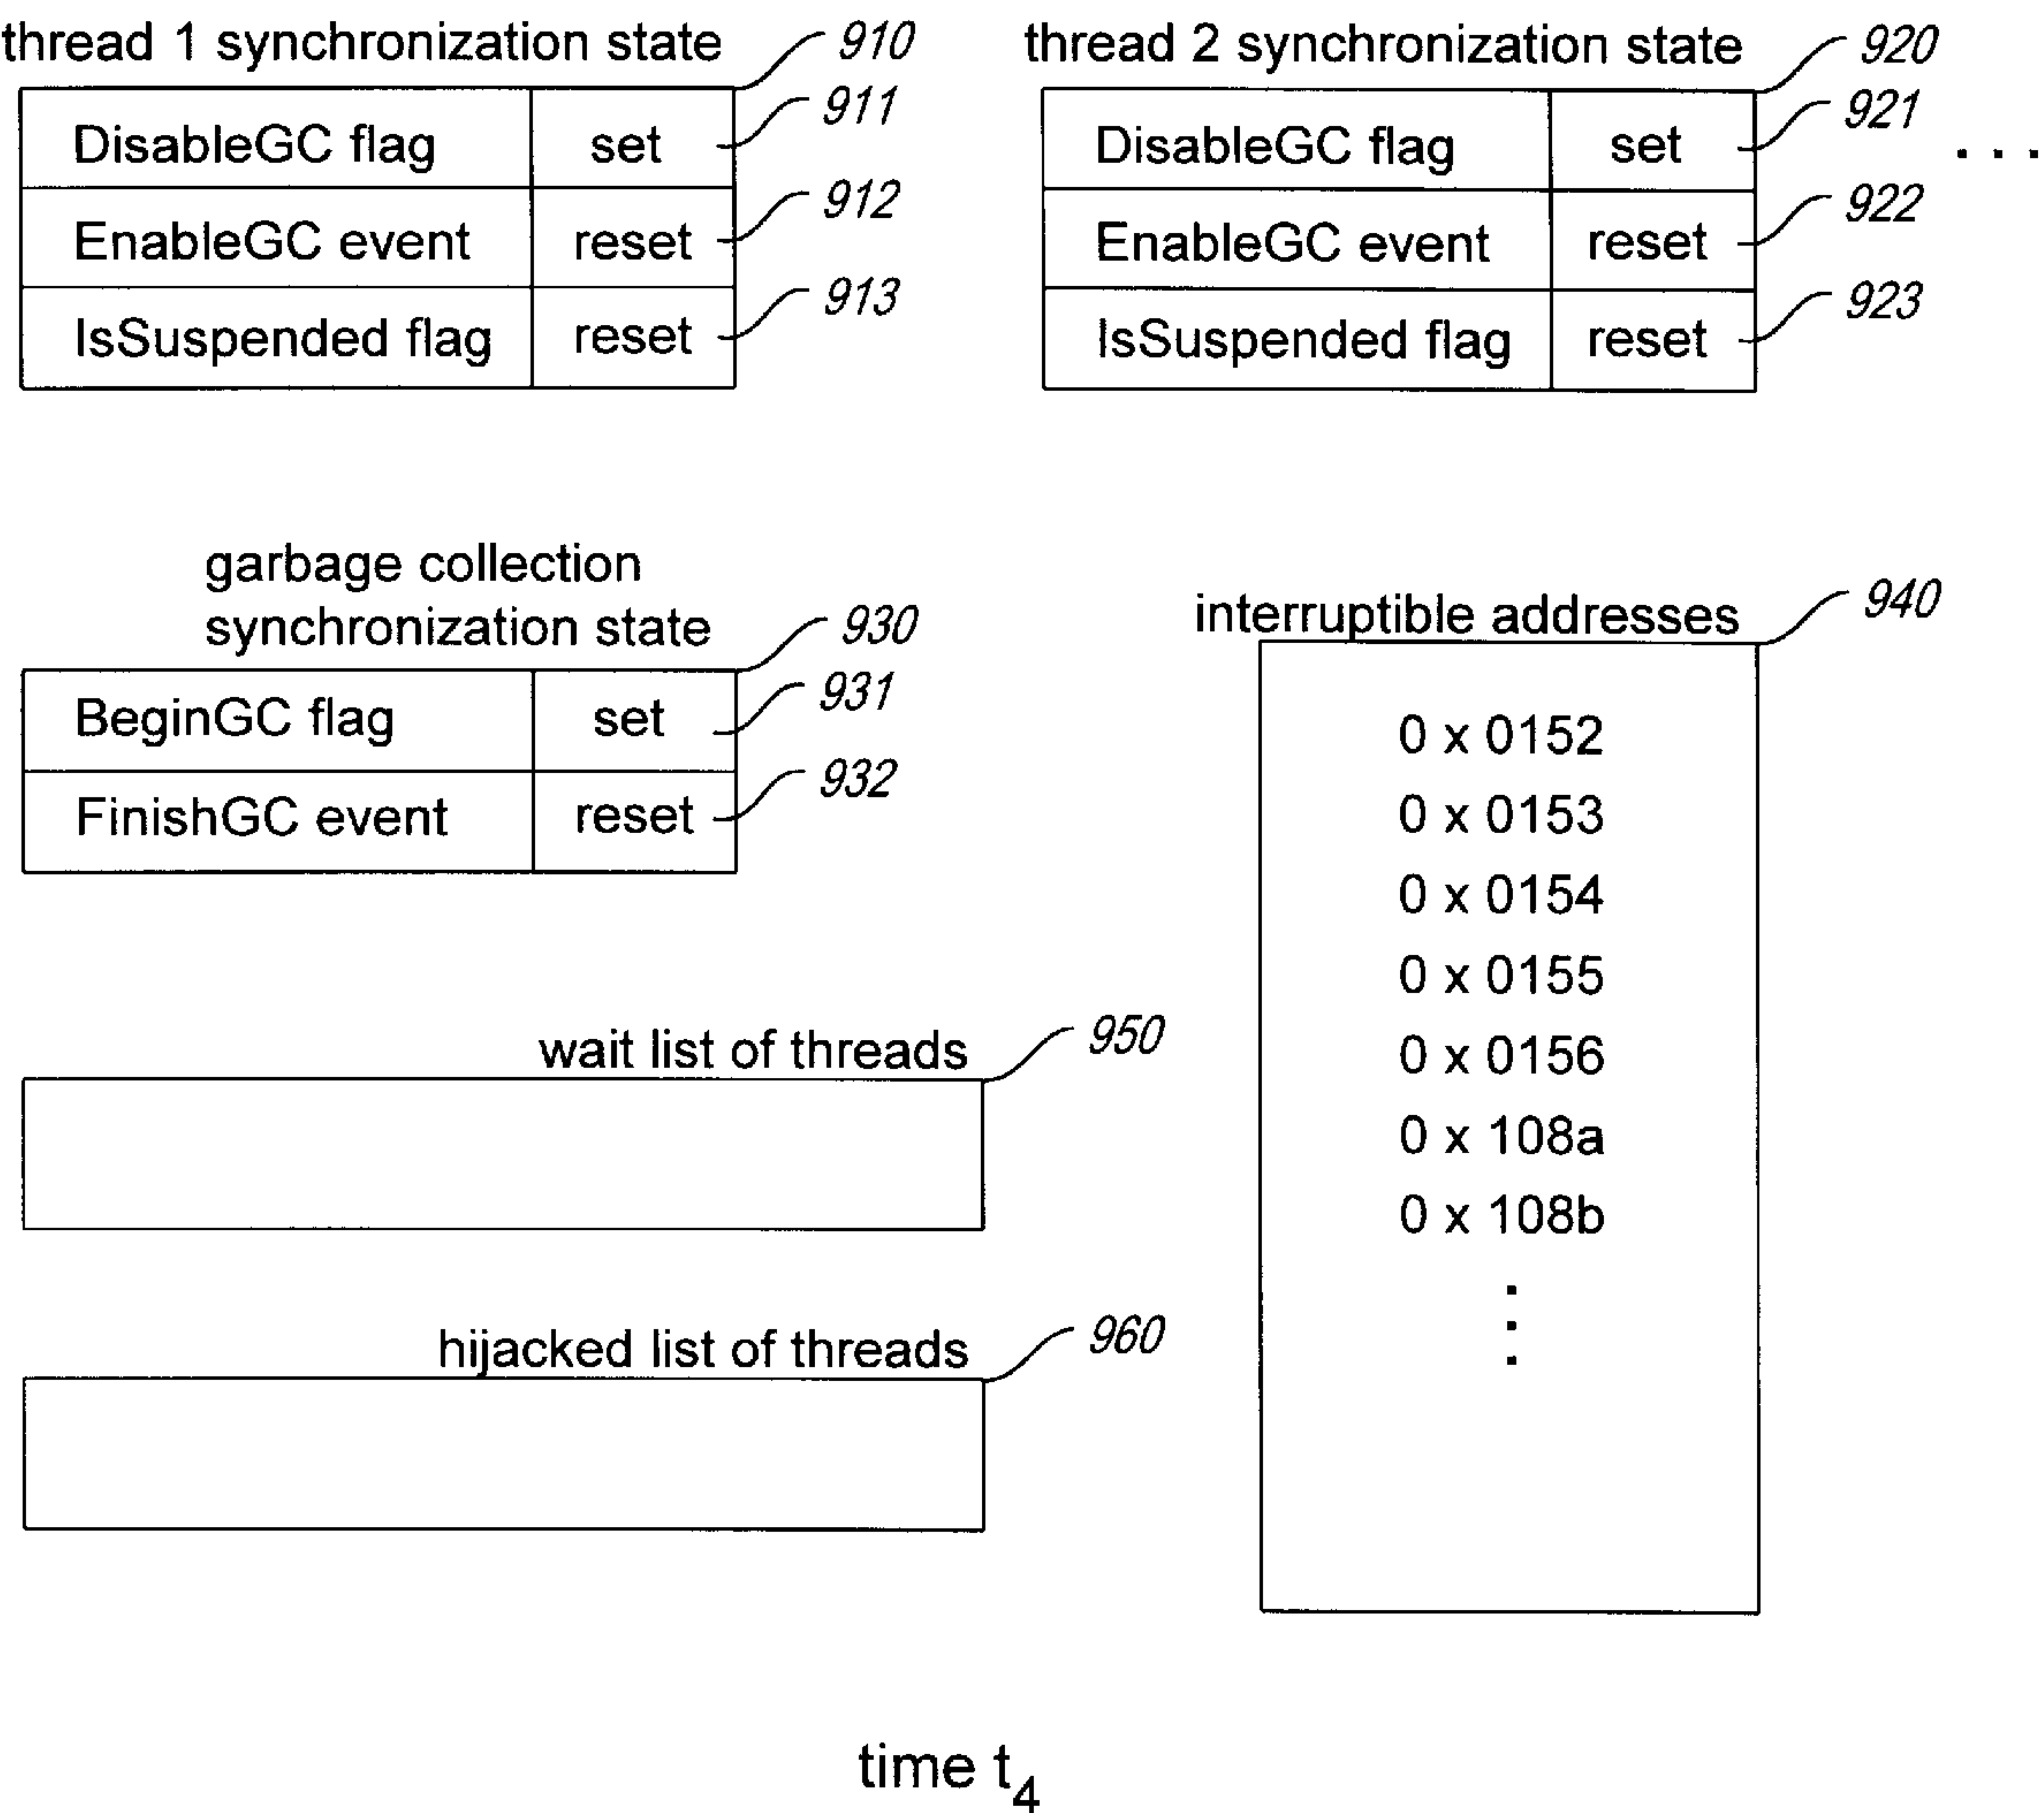 thread 1 synchronization state 910
DisableGC flag set 911
EnableGC event reset 912
IsSuspended flag reset 913
thread 2 synchronization state 920
DisableGC flag set 921
EnableGC event reset 922
IsSuspended flag reset 923
. . .
garbage collection
synchronization state 930
BeginGC flag set 931
FinishGC event reset 932
interruptible addresses 940
0 x 0152
0 x 0153
0 x 0154
0 x 0155
0 x 0156
0 x 108a
0 x 108b
.
.
.
wait list of threads 950
hijacked list of threads 960
time t4